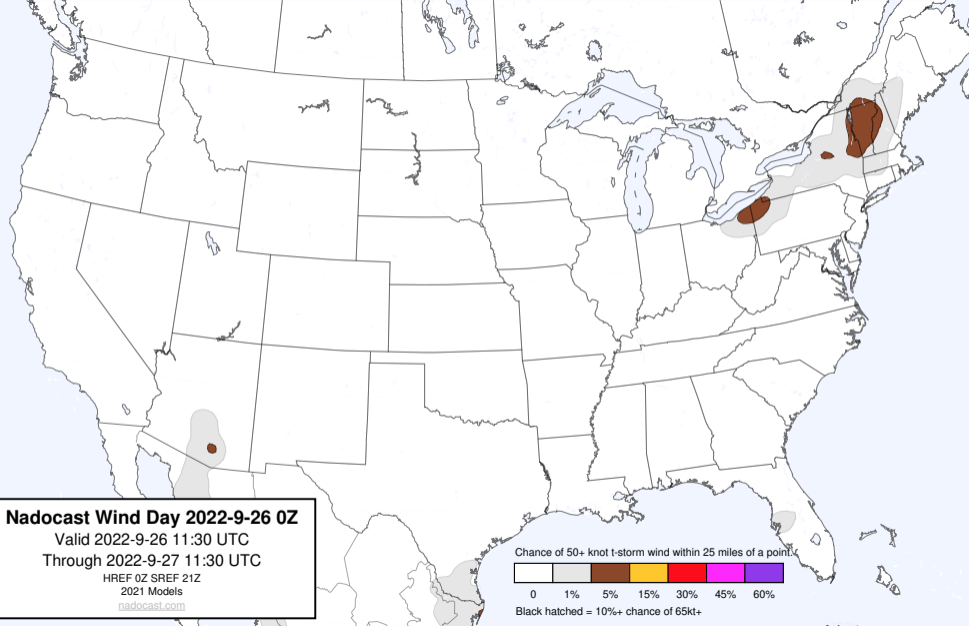 Nadocast Wind Day 2022-9-26 0Z
Valid 2022-9-26 11:30 UTC
Through 2022-9-27 11:30 UTC
HREF 0Z SREF 21Z
2021 Models
nadocast.com
Chance of 50+ knot t-storm wind within 25 miles of a point.
0 1% 5% 15% 30% 45% 60%
Black hatched = 10%+ chance of 65kt+